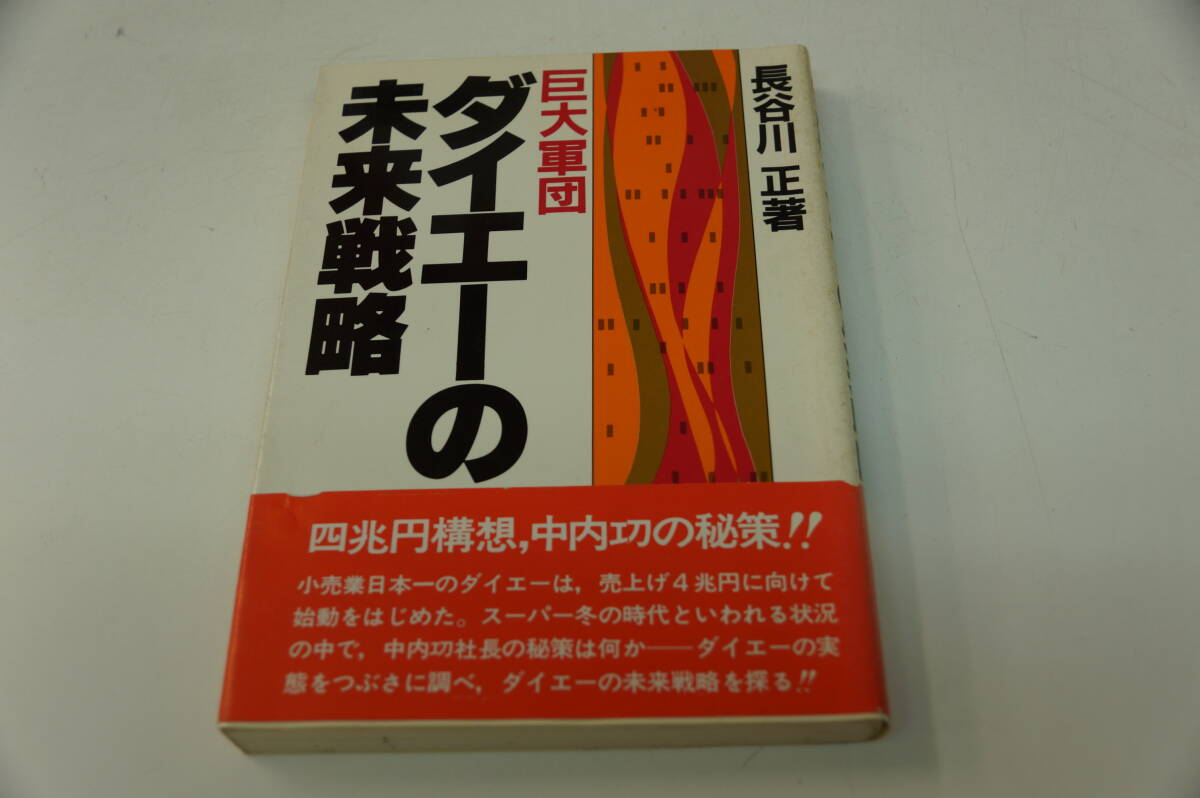 長谷川 正著
巨大軍団
ダイエーの
未来戦略
四兆円構想,中内㓛の秘策!!
小売業日本一のダイエーは，売上げ4兆円に向けて
始動をはじめた。スーパー冬の時代といわれる状況
の中で，中内㓛社長の秘策は何か——ダイエーの実
態をつぶさに調べ，ダイエーの未来戦略を探る!!